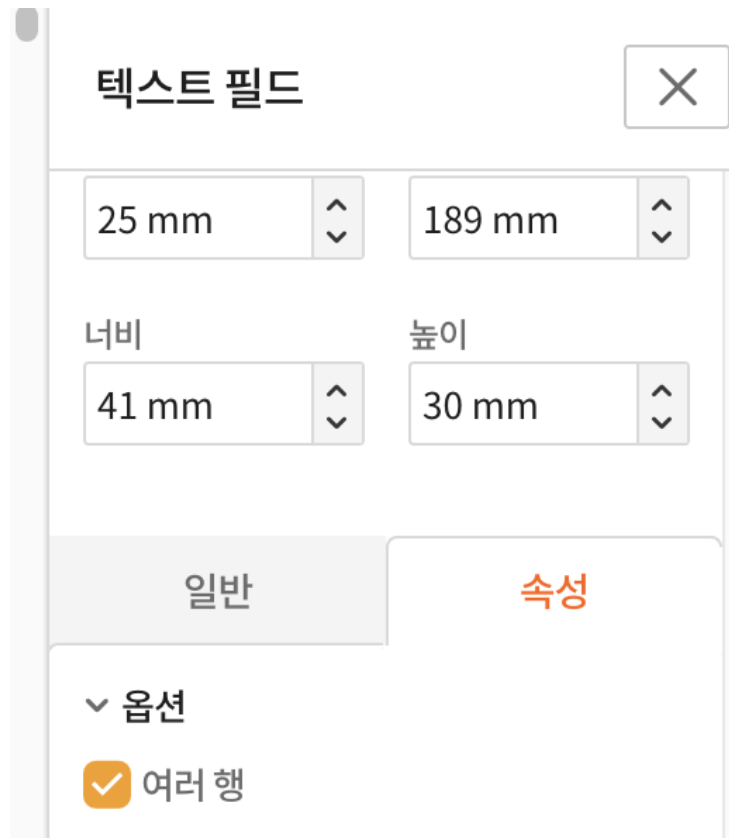 텍스트 필드
25 mm 189 mm
너비 높이
41 mm 30 mm
일반 속성
옵션
여러 행